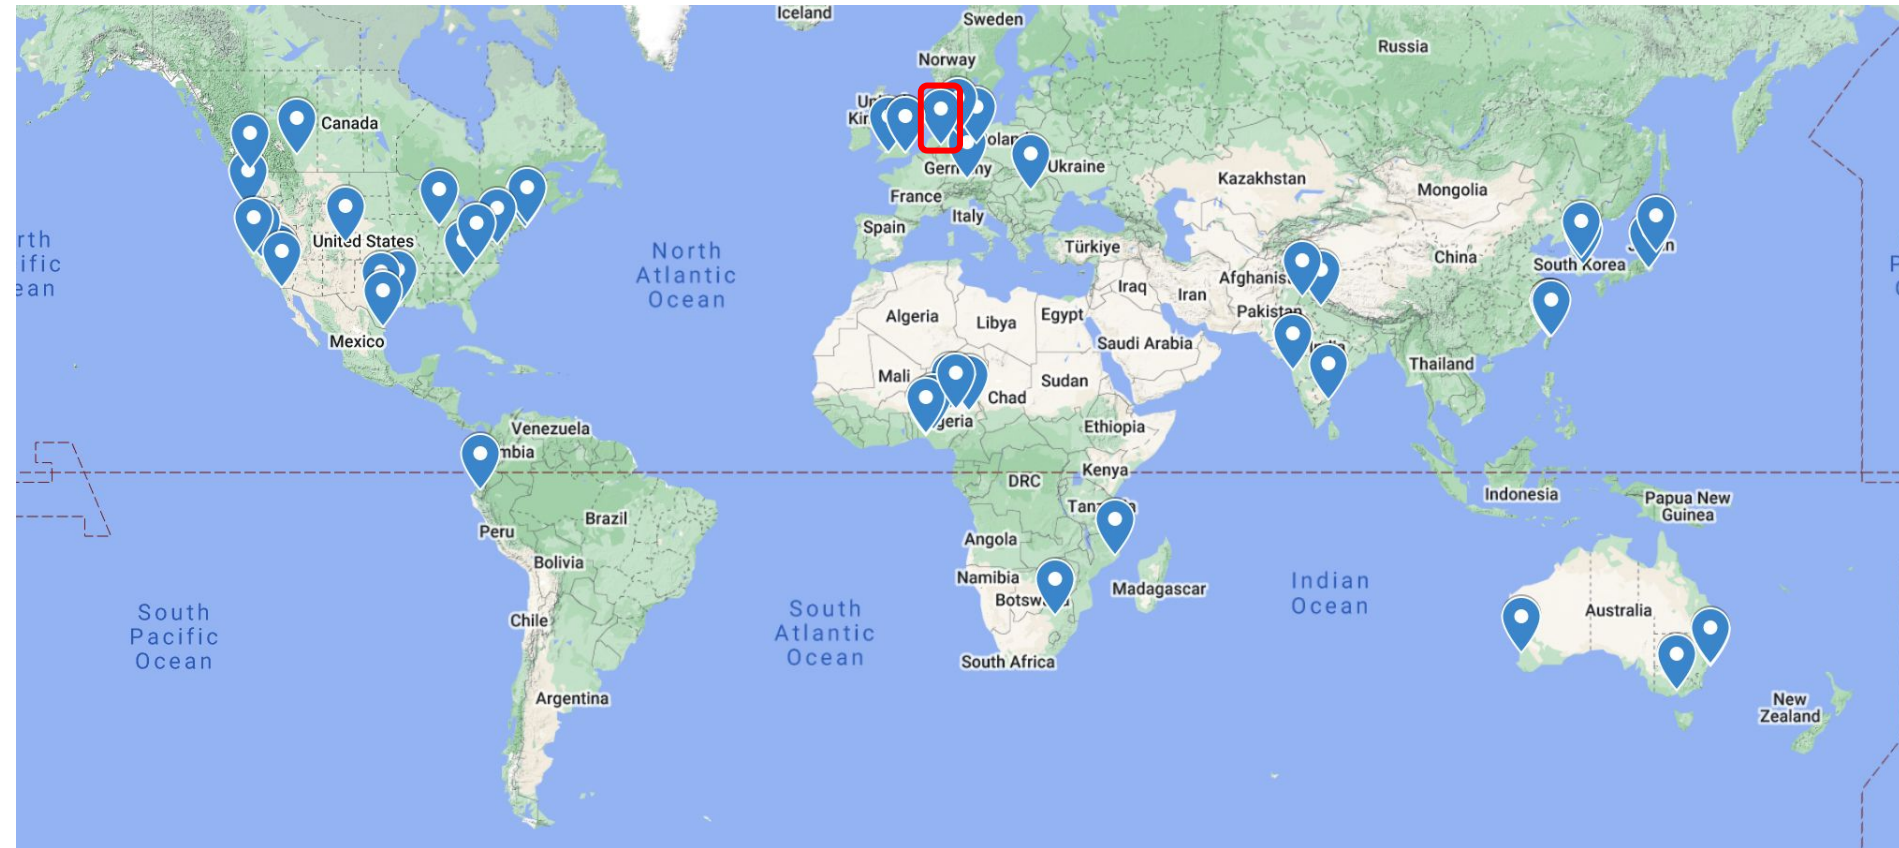 Iceland
Sweden
Norway
Russia
Canada
Ukraine
Kazakhstan
Mongolia
France
Italy
Spain
Türkiye
United States
North
Atlantic
Ocean
China
South Korea
Iraq
Iran
Algeria
Libya
Egypt
Pakistan
Saudi Arabia
Mexico
Mali
Chad
Sudan
Thailand
Venezuela
Ethiopia
Kenya
DRC
Indonesia
Papua New
Guinea
Brazil
Peru
Angola
Bolivia
Namibia
Madagascar
Indian
Ocean
Australia
Chile
South
Pacific
Ocean
South
Atlantic
Ocean
South Africa
Argentina
New
Zealand